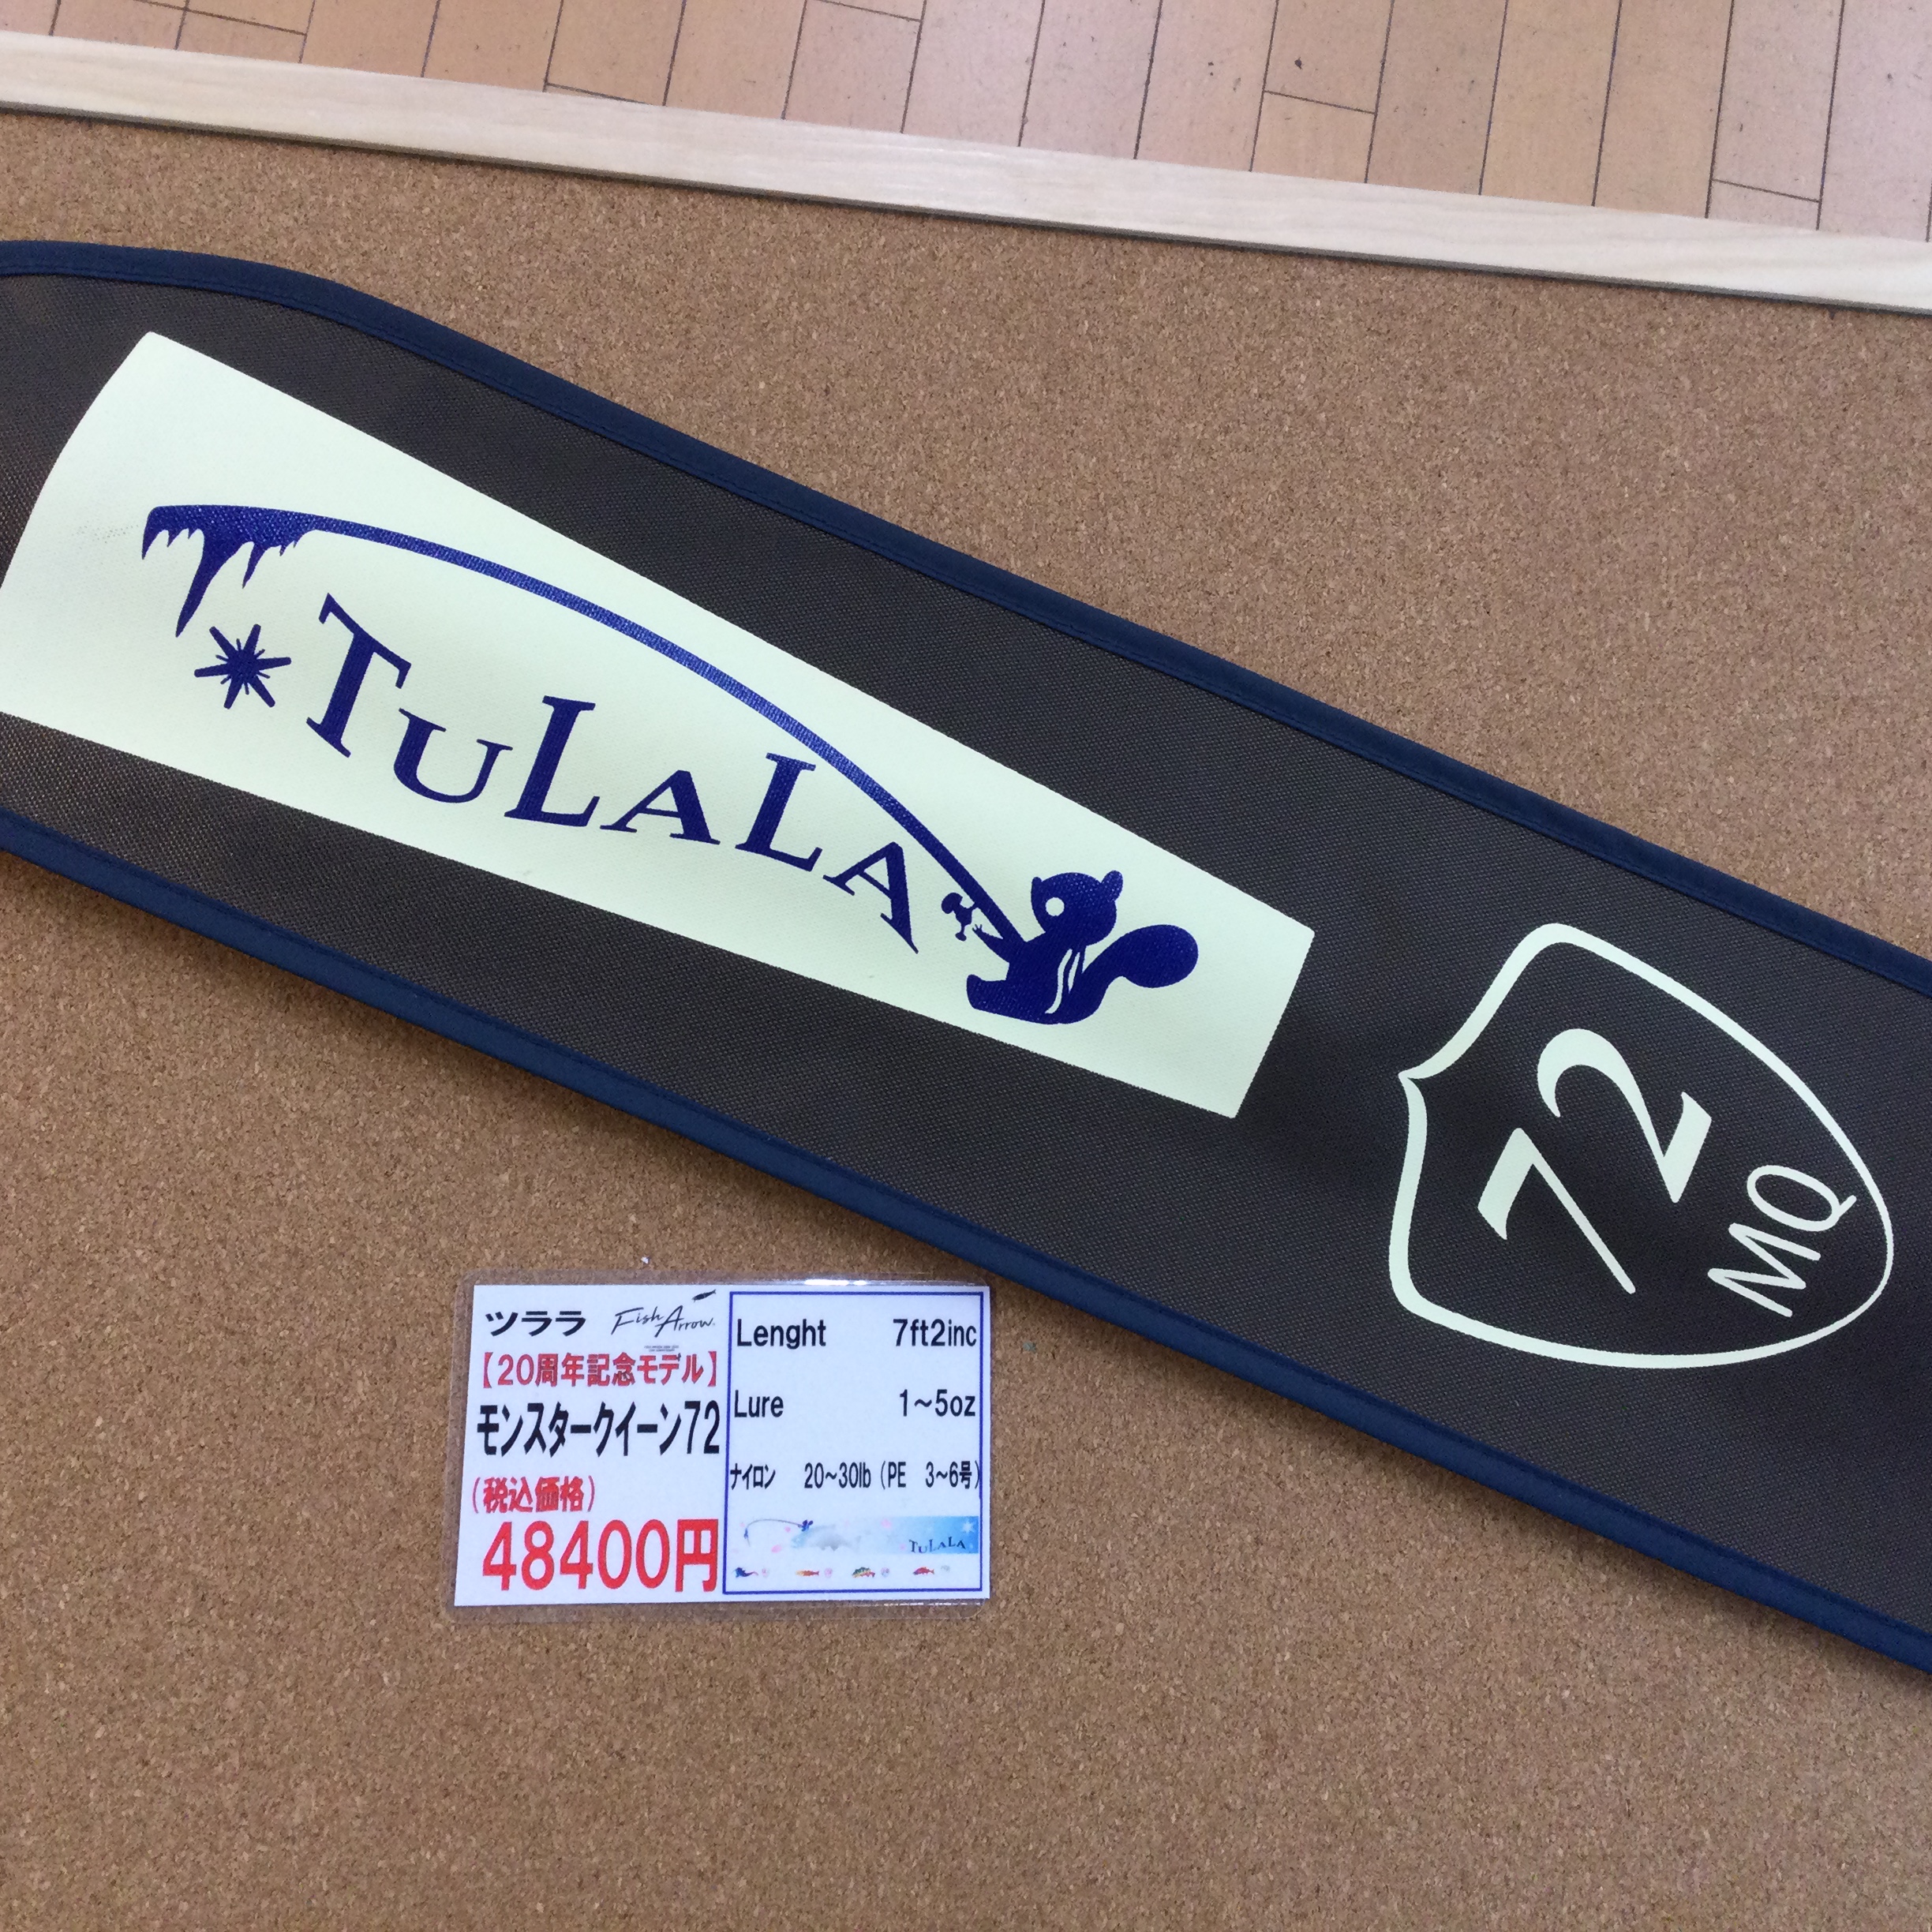 TULALA
72
MQ
ツララ Fish Arrow.
【20周年記念モデル】
モンスタークイーン72
(税込価格)
48400円
Lenght 7ft2inc
Lure 1～5oz
ナイロン 20～30lb (PE 3～6号)
TULALA